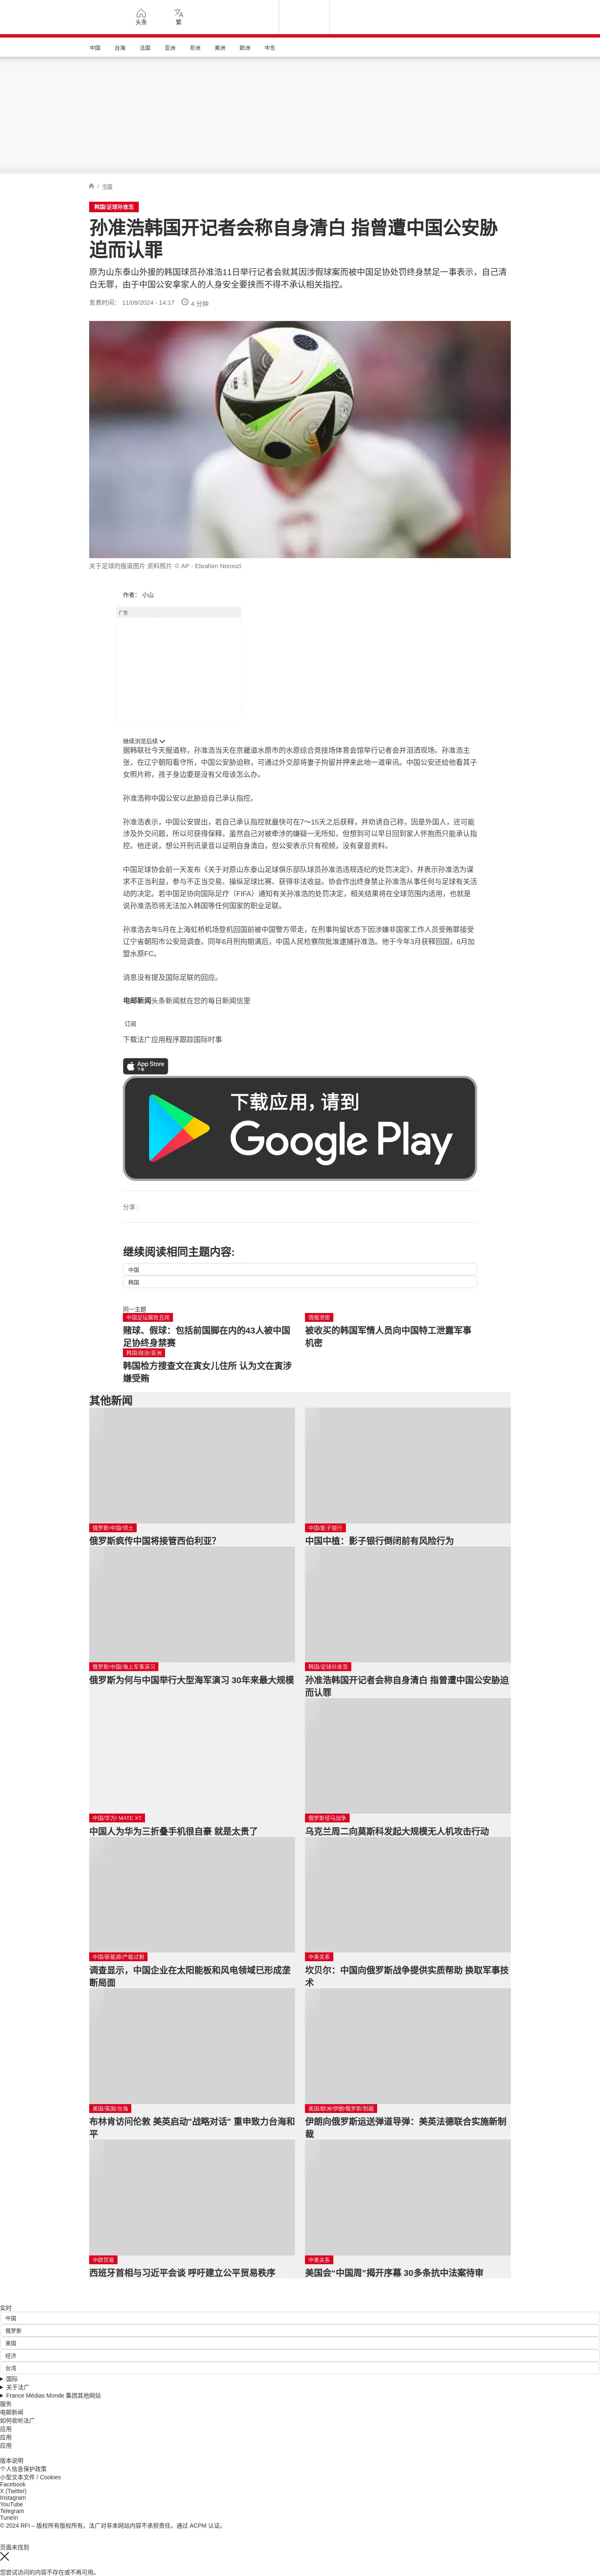 头条
繁
中国
台海
法国
亚洲
非洲
美洲
欧洲
中东
/ 中国
韩国/足球孙准浩
孙准浩韩国开记者会称自身清白 指曾遭中国公安胁
迫而认罪
原为山东泰山外援的韩国球员孙准浩11日举行记者会就其因涉假球案而被中国足协处罚终身禁足一事表示，自己清
白无罪，由于中国公安拿家人的人身安全要挟而不得不承认相关指控。
发表时间： 11/09/2024 - 14:17 4 分钟
关于足球的报道图片 资料照片 © AP - Ebrahim Noroozi
作者： 小山
广告
继续浏览后续
据韩联社今天报道称，孙准浩当天在京畿道水原市的水原综合竞技场体育会馆举行记者会并泪洒现场。孙准浩主
张，在辽宁朝阳看守所，中国公安胁迫称，可通过外交部将妻子拘留并押来此地一道审讯。中国公安还给他看其子
女照片称，孩子身边要是没有父母该怎么办。
孙准浩称中国公安以此胁迫自己承认指控。
孙准浩表示，中国公安提出，若自己承认指控就最快可在7～15天之后获释，并劝诱自己称，因是外国人，还可能
涉及外交问题，所以可获得保释。虽然自己对被牵涉的嫌疑一无所知，但想到可以早日回到家人怀抱而只能承认指
控。他还说，想公开刑讯录音以证明自身清白，但公安表示只有视频，没有录音资料。
中国足球协会前一天发布《关于对原山东泰山足球俱乐部队球员孙准浩违规违纪的处罚决定》，并表示孙准浩为谋
求不正当利益，参与不正当交易、操纵足球比赛、获得非法收益。协会作出终身禁止孙准浩从事任何与足球有关活
动的决定。若中国足协向国际足疗（FIFA）通知有关孙准浩的处罚决定，相关结果将在全球范围内适用，也就是
说孙准浩恐将无法加入韩国等任何国家的职业足联。
孙准浩去年5月在上海虹桥机场登机回国前被中国警方带走，在刑事拘留状态下因涉嫌非国家工作人员受贿罪接受
辽宁省朝阳市公安局调查。同年6月刑拘期满后，中国人民检察院批准逮捕孙准浩。他于今年3月获释回国，6月加
盟水原FC。
消息没有提及国际足联的回应。
电邮新闻头条新闻就在您的每日新闻信里
订阅
下载法广应用程序跟踪国际时事
App Store
下载
下载应用，请到
Google Play
分享 :
继续阅读相同主题内容:
中国
韩国
同一主题
中国足坛腐败丑闻
赌球、假球：包括前国脚在内的43人被中国
足协终身禁赛
情报泄密
被收买的韩国军情人员向中国特工泄露军事
机密
韩国/政治/亚洲
韩国检方搜查文在寅女儿住所 认为文在寅涉
嫌受贿
其他新闻
俄罗斯/中国/领土
俄罗斯疯传中国将接管西伯利亚？
中国/影子银行
中国中植：影子银行倒闭前有风险行为
俄罗斯/中国/海上军事演习
俄罗斯为何与中国举行大型海军演习 30年来最大规模
韩国/足球孙准浩
孙准浩韩国开记者会称自身清白 指曾遭中国公安胁迫
而认罪
中国/华为/ MATE XT
中国人为华为三折叠手机很自豪 就是太贵了
俄罗斯侵乌战争
乌克兰周二向莫斯科发起大规模无人机攻击行动
中国/新能源/产能过剩
调查显示，中国企业在太阳能板和风电领域已形成垄
断局面
中美关系
坎贝尔：中国向俄罗斯战争提供实质帮助 换取军事技
术
美国/英国/台海
布林肯访问伦敦 美英启动"战略对话" 重申致力台海和
平
美国/欧洲/伊朗/俄罗斯/制裁
伊朗向俄罗斯运送弹道导弹：美英法德联合实施新制
裁
中欧贸易
西班牙首相与习近平会谈 呼吁建立公平贸易秩序
中美关系
美国会“中国周”揭开序幕 30多条抗中法案待审
实时
中国
俄罗斯
美国
经济
台湾
国际
关于法广
France Médias Monde 集团其他网站
服务
电邮新闻
如何收听法广
应用
应用
应用
版本说明
个人信息保护政策
小型文本文件 / Cookies
Facebook
X (Twitter)
Instagram
YouTube
Telegram
TuneIn
© 2024 RFI – 版权所有版权所有。法广对非本网站内容不承担责任。通过 ACPM 认证。
页面未找到
您尝试访问的内容不存在或不再可用。